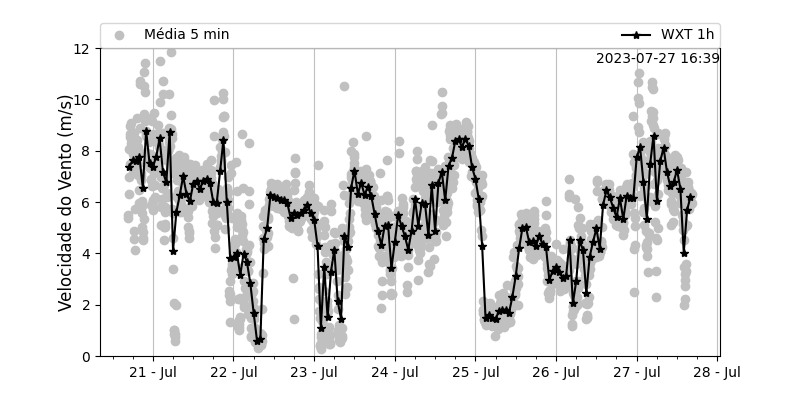 Média 5 min
WXT 1h
2023-07-27 16:39
Velocidade do Vento (m/s)
12
10
8
6
4
2
0
21 - Jul
22 - Jul
23 - Jul
24 - Jul
25 - Jul
26 - Jul
27 - Jul
28 - Jul